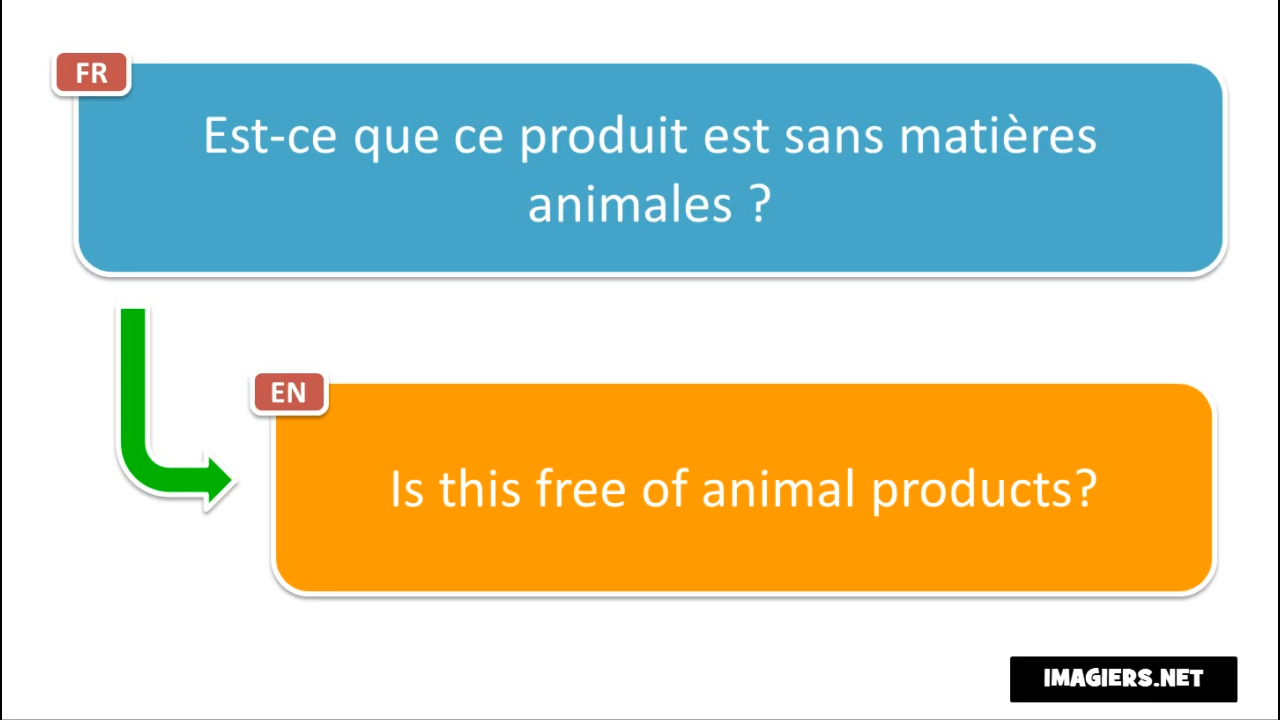 FR
Est-ce que ce produit est sans matières
animales ?
EN
Is this free of animal products?
IMAGIERS.NET